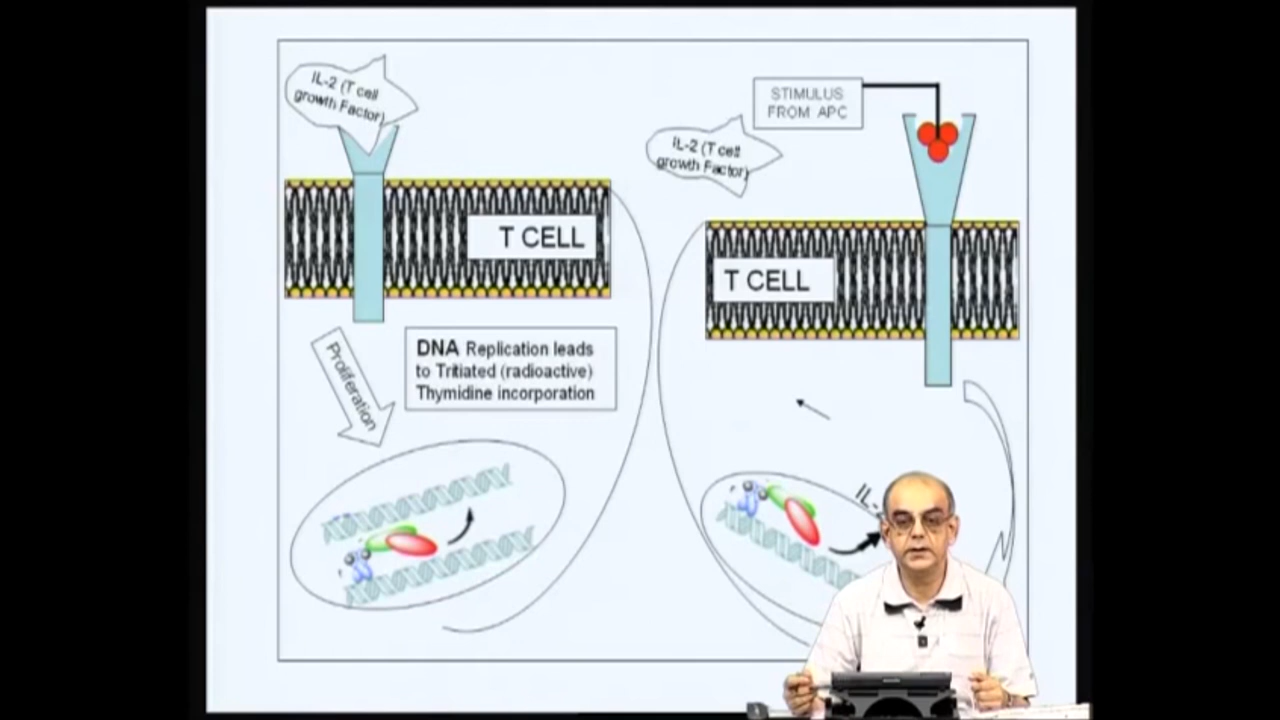 IL-2 (T cell
growth Factor)
T CELL
Proliferation
DNA Replication leads
to Tritiated (radioactive)
Thymidine incorporation
STIMULUS
FROM APC
IL-2 (T cell
growth Factor)
T CELL
IL-